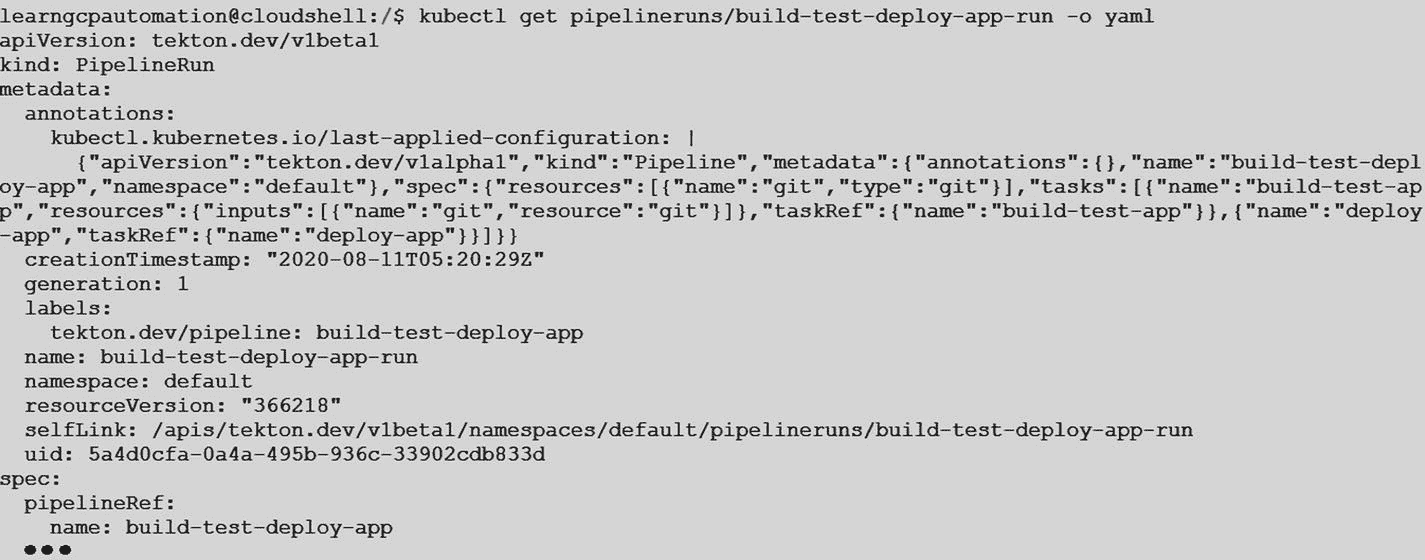 learngcpautomation@cloudshell:/$ kubectl get pipelineruns/build-test-deploy-app-run -o yaml
apiVersion: tekton.dev/v1beta1
kind: PipelineRun
metadata:
  annotations:
    kubectl.kubernetes.io/last-applied-configuration: |
      {"apiVersion":"tekton.dev/v1alpha1","kind":"Pipeline","metadata":{"annotations":{},"name":"build-test-depl
oy-app","namespace":"default"},"spec":{"resources":[{"name":"git","type":"git"}],"tasks":[{"name":"build-test-ap
p","resources":{"inputs":[{"name":"git","resource":"git"}]},"taskRef":{"name":"build-test-app"}},{"name":"deploy
-app","taskRef":{"name":"deploy-app"}}]}}
  creationTimestamp: "2020-08-11T05:20:29Z"
  generation: 1
  labels:
    tekton.dev/pipeline: build-test-deploy-app
  name: build-test-deploy-app-run
  namespace: default
  resourceVersion: "366218"
  selfLink: /apis/tekton.dev/v1beta1/namespaces/default/pipelineruns/build-test-deploy-app-run
  uid: 5a4d0cfa-0a4a-495b-936c-33902cdb833d
spec:
  pipelineRef:
    name: build-test-deploy-app
  •••